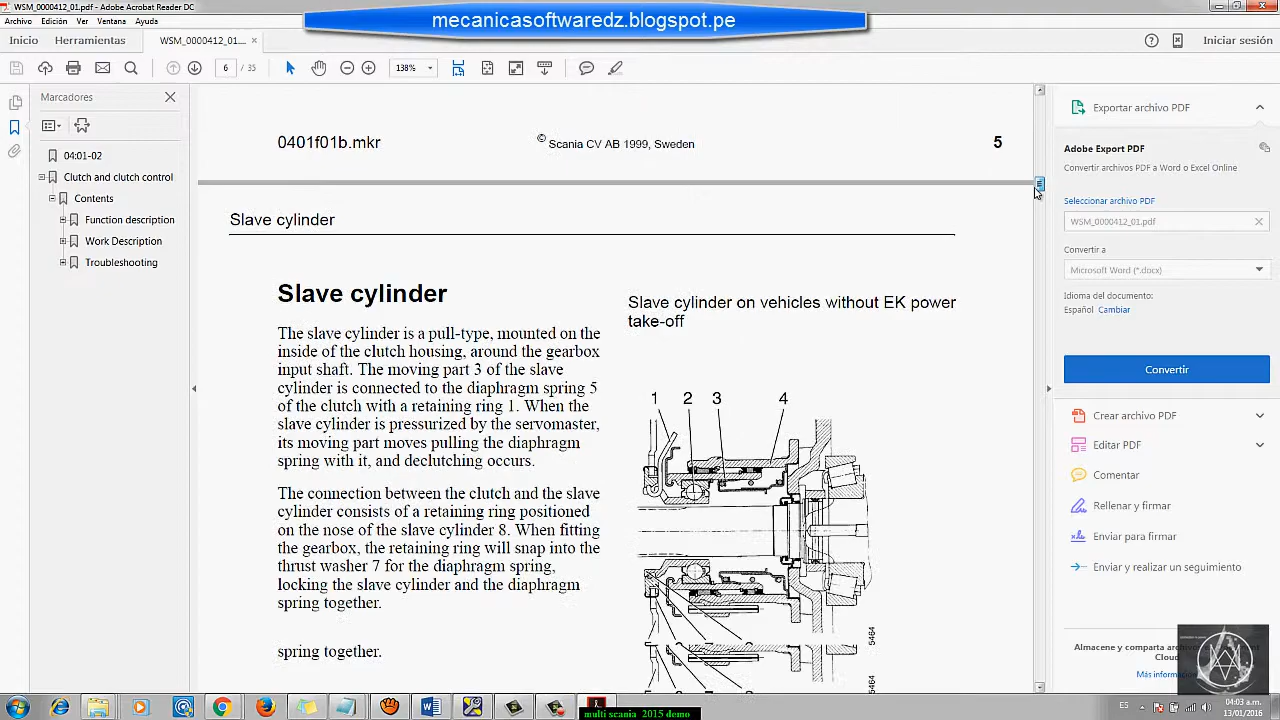 WSM_0000412_01.pdf - Adobe Acrobat Reader DC
mecanicasoftwaredz.blogspot.pe
Archivo Edición Ver Ventana Ayuda
Inicio Herramientas WSM_0000412_01.... × Iniciar sesión
6 / 35 138%
Marcadores
04:01-02
Clutch and clutch control
Contents
Function description
Work Description
Troubleshooting
0401f01b.mkr
© Scania CV AB 1999, Sweden
5
Slave cylinder
Slave cylinder
The slave cylinder is a pull-type, mounted on the
inside of the clutch housing, around the gearbox
input shaft. The moving part 3 of the slave
cylinder is connected to the diaphragm spring 5
of the clutch with a retaining ring 1. When the
slave cylinder is pressurized by the servomaster,
its moving part moves pulling the diaphragm
spring with it, and declutching occurs.
The connection between the clutch and the slave
cylinder consists of a retaining ring positioned
on the nose of the slave cylinder 8. When fitting
the gearbox, the retaining ring will snap into the
thrust washer 7 for the diaphragm spring,
locking the slave cylinder and the diaphragm
spring together.
spring together.
Slave cylinder on vehicles without EK power
take-off
1 2 3 4
5464
5464
Exportar archivo PDF
Adobe Export PDF
Convertir archivos PDF a Word o Excel Online
Seleccionar archivo PDF
WSM_0000412_01.pdf
Convertir a
Microsoft Word (*.docx)
Idioma del documento:
Español Cambiar
Convertir
Crear archivo PDF
Editar PDF
Comentar
Rellenar y firmar
Enviar para firmar
Enviar y realizar un seguimiento
Almacene y comparta
Cloud
Más información
multi scania 2015 demo
ES
04:03 a.m.
13/01/2016